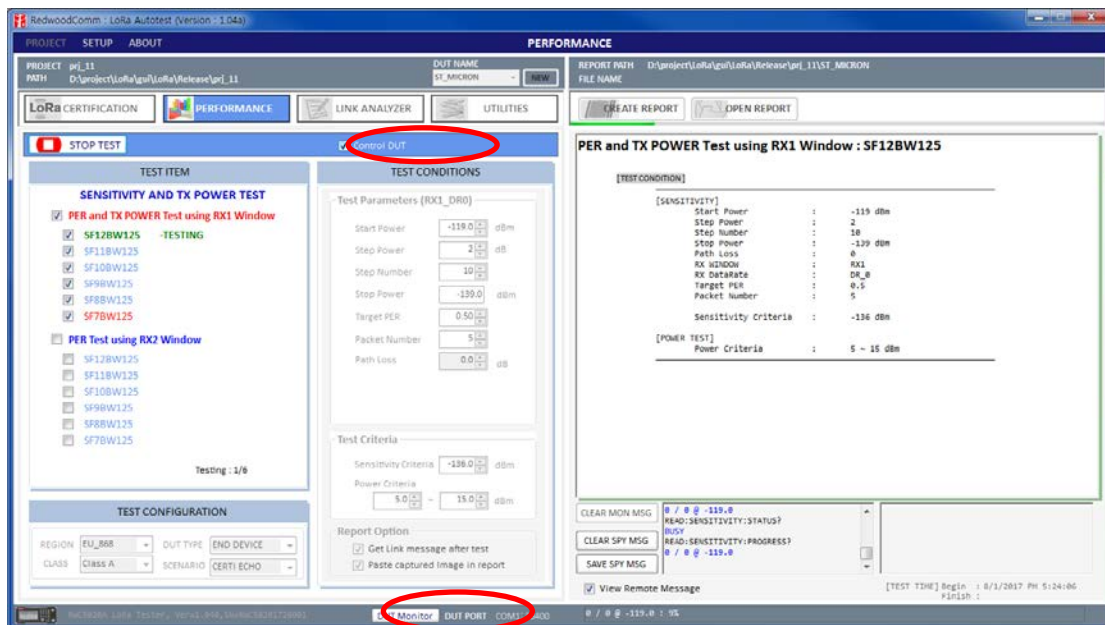 RedwoodComm : LoRa Autotest (Version : 1.04a)
PROJECT SETUP ABOUT
PERFORMANCE
PROJECT prj_11
PATH D:\project\LoRa\gui\LoRa\Release\prj_11
DUT NAME
ST_MICRON
NEW
REPORT PATH D:\project\LoRa\gui\LoRa\Release\prj_11\ST_MICRON
FILE NAME
LoRa CERTIFICATION
PERFORMANCE
LINK ANALYZER
UTILITIES
CREATE REPORT
OPEN REPORT
STOP TEST
Control DUT
TEST ITEM
SENSITIVITY AND TX POWER TEST
PER and TX POWER Test using RX1 Window
SF12BW125 -TESTING
SF11BW125
SF10BW125
SF9BW125
SF8BW125
SF7BW125
PER Test using RX2 Window
SF12BW125
SF11BW125
SF10BW125
SF9BW125
SF8BW125
SF7BW125
Testing : 1/6
TEST CONFIGURATION
REGION EU_868 DUT TYPE END DEVICE
CLASS Class A SCENARIO CERTI ECHO
TEST CONDITIONS
Test Parameters (RX1_DR0)
Start Power -119.0 dBm
Step Power 2 dB
Step Number 10
Stop Power -139.0 dBm
Target PER 0.50
Packet Number 5
Path Loss 0.0 dB
Test Criteria
Sensitivity Criteria -136.0 dBm
Power Criteria
5.0 ~ 15.0 dBm
Report Option
Get Link message after test
Paste captured Image in report
PER and TX POWER Test using RX1 Window : SF12BW125
[TEST CONDITION]
[SENSITIVITY]
Start Power : -119 dBm
Step Power : 2
Step Number : 10
Stop Power : -139 dBm
Path Loss : 0
RX WINDOW : RX1
RX DataRate : DR_0
Target PER : 0.5
Packet Number : 5
Sensitivity Criteria : -136 dBm
[POWER TEST]
Power Criteria : 5 ~ 15 dBm
CLEAR MON MSG
CLEAR SPY MSG
SAVE SPY MSG
0 / 0 @ -119.0
READ:SENSITIVITY:STATUS?
BUSY
READ:SENSITIVITY:PROGRESS?
0 / 0 @ -119.0
View Remote Message
[TEST TIME] Begin : 8/1/2017 PM 5:24:06
Finish :
DUT Monitor DUT PORT
0 / 0 @ -119.0 : 9%